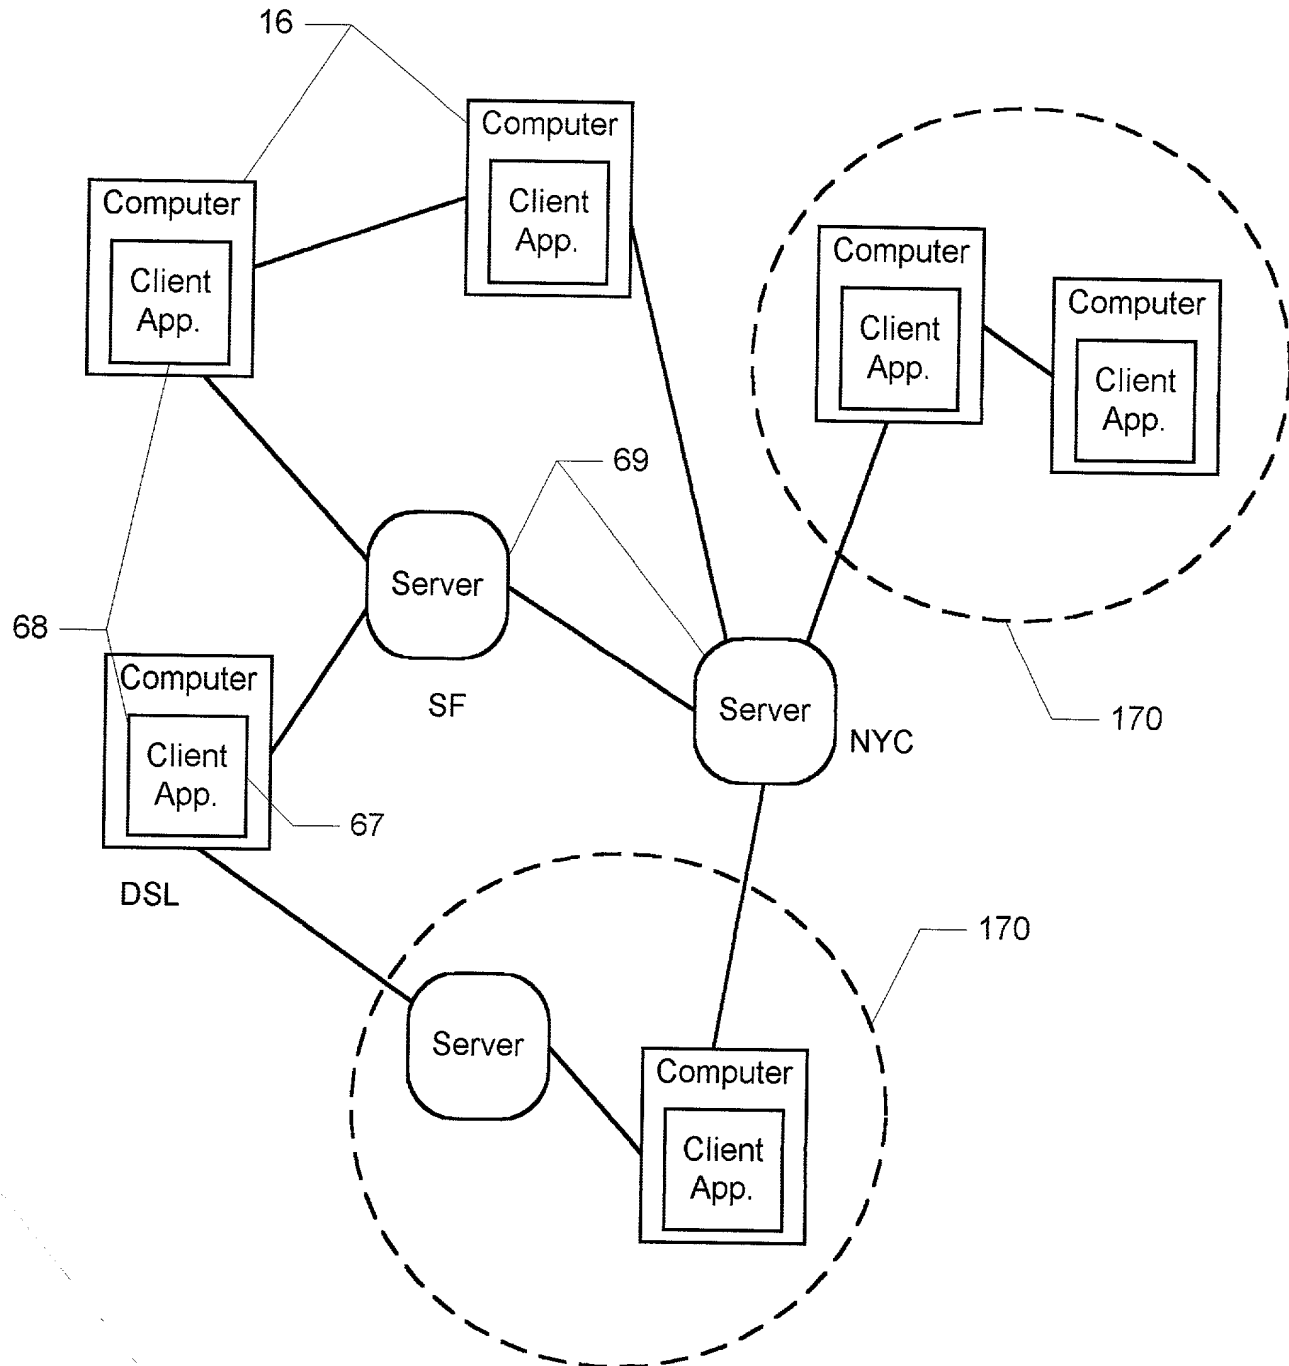 16
Computer
Client
App.
Computer
Client
App.
Computer
Client
App.
Computer
Client
App.
69
Server
SF
68
Computer
Client
App.
67
DSL
Server
NYC
170
170
Server
Computer
Client
App.